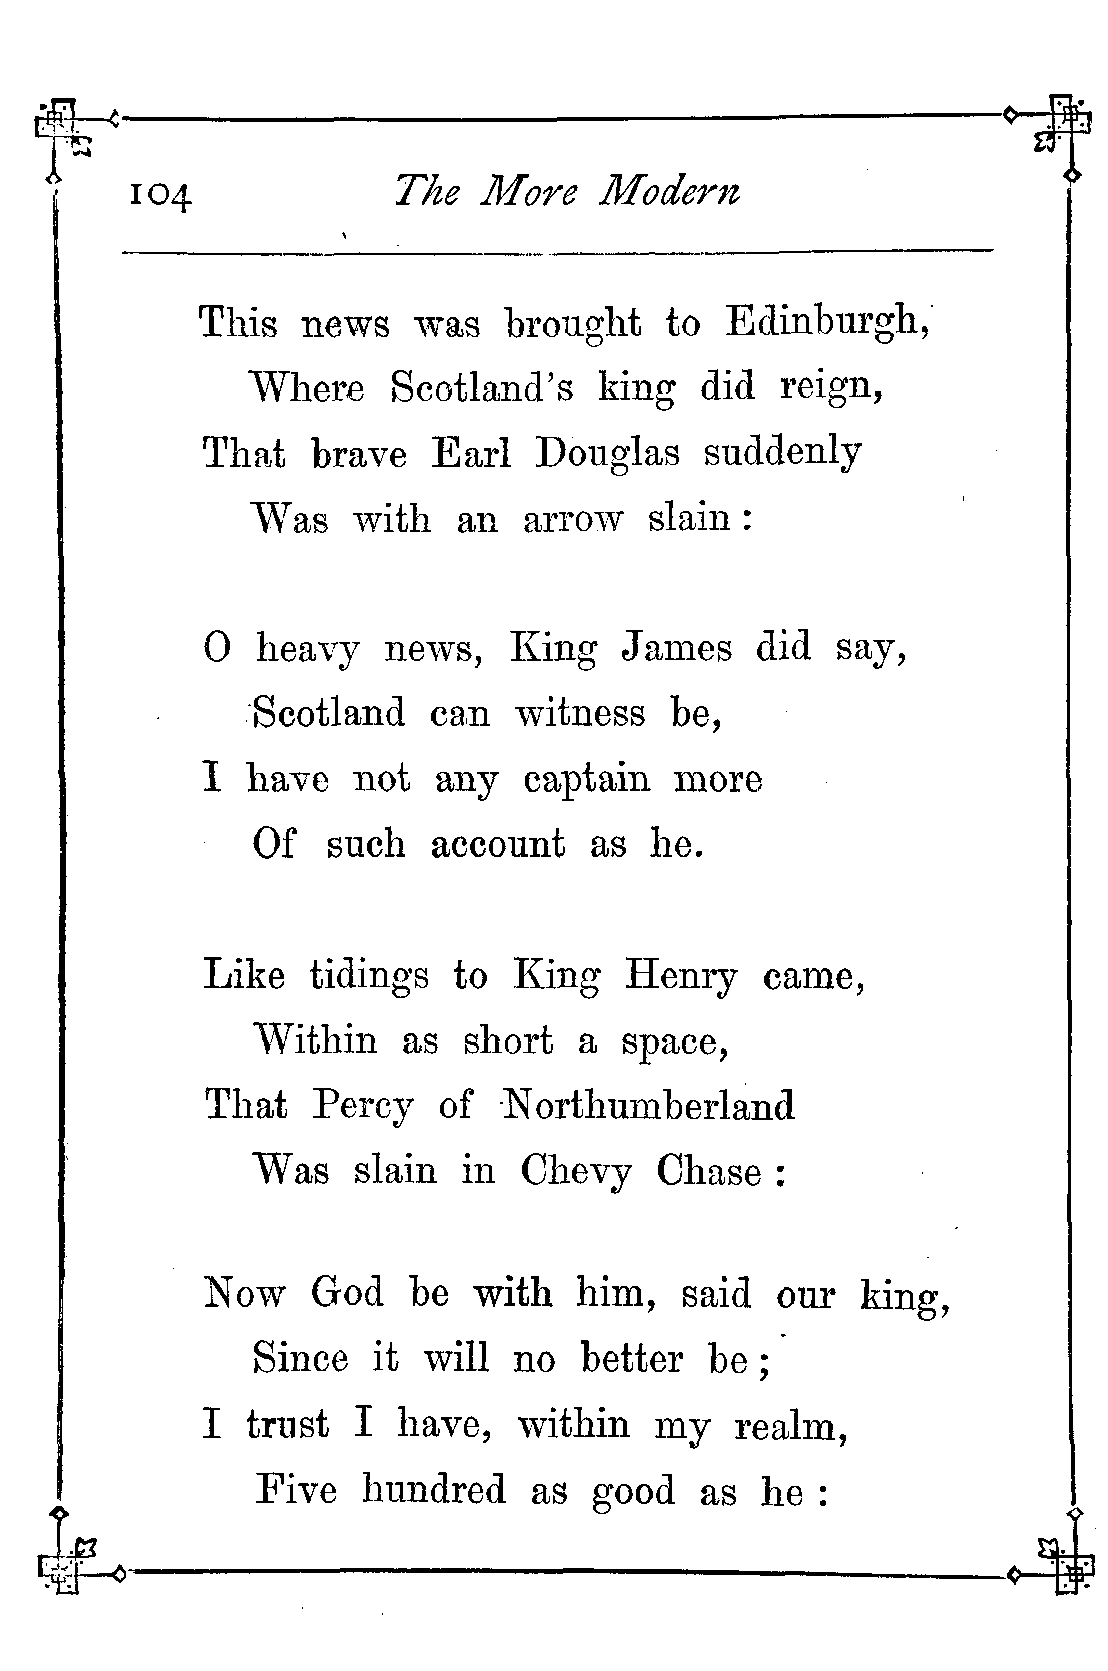 104 The More Modern
This news was brought to Edinburgh,
Where Scotland's king did reign,
That brave Earl Douglas suddenly
Was with an arrow slain :
O heavy news, King James did say,
Scotland can witness be,
I have not any captain more
Of such account as he.
Like tidings to King Henry came,
Within as short a space,
That Percy of Northumberland
Was slain in Chevy Chase :
Now God be with him, said our king,
Since it will no better be ;
I trust I have, within my realm,
Five hundred as good as he :